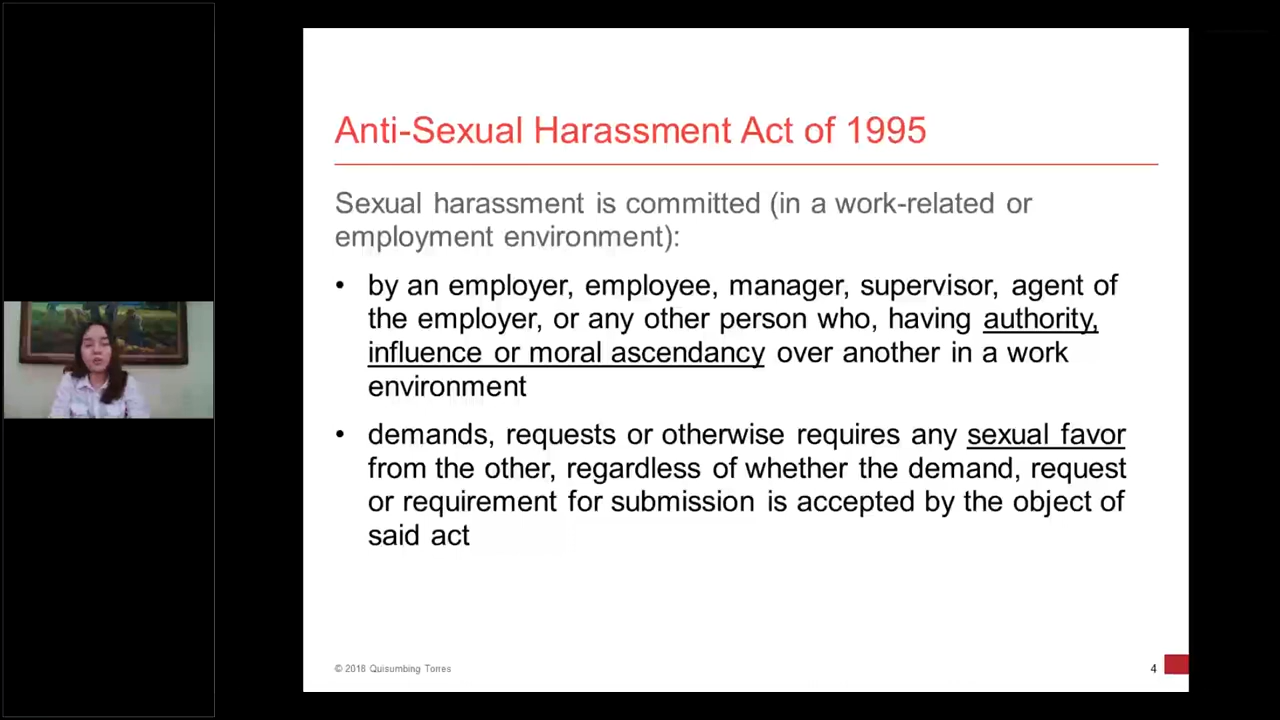 Anti-Sexual Harassment Act of 1995
Sexual harassment is committed (in a work-related or
employment environment):
• by an employer, employee, manager, supervisor, agent of
the employer, or any other person who, having authority,
influence or moral ascendancy over another in a work
environment
• demands, requests or otherwise requires any sexual favor
from the other, regardless of whether the demand, request
or requirement for submission is accepted by the object of
said act
© 2018 Quisumbing Torres
4